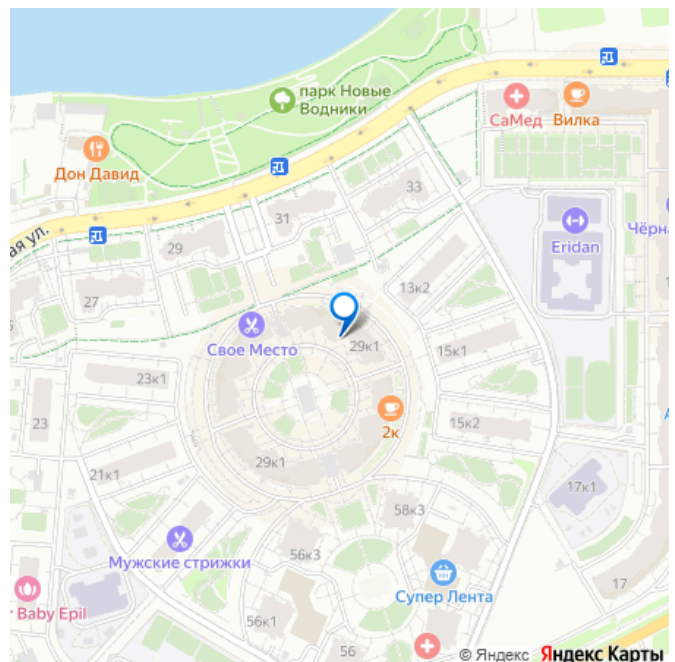 парк Новые
Водники
СаМед
Вилка
Дон Давид
33
31
ая ул.
29
Eridan
Чёрна
27
13к2
Свое Место
29к1
15к1
23к1
2к
15к2
23
29к1
21к1
17к1
58к3
Мужские стрижки
56к3
17
Супер Лента
Baby Epil
56к1
56
© Яндекс Яндекс Карты